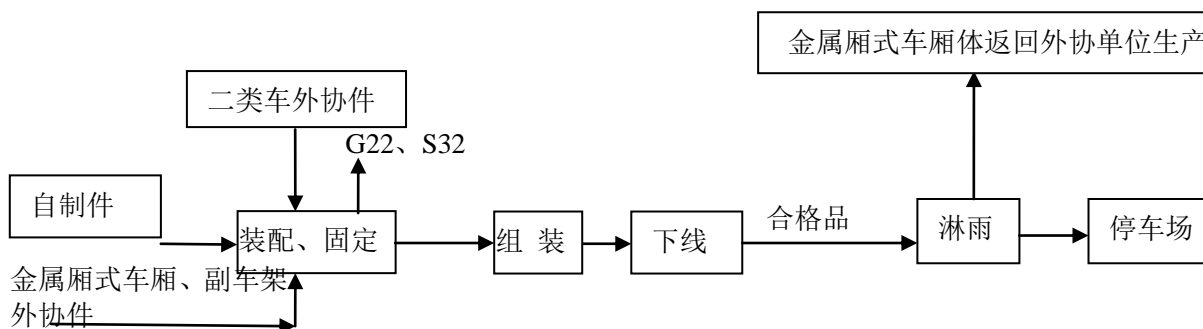 金属厢式车厢体返回外协单位生产
二类车外协件
G22、S32
自制件
装配、固定
组 装
下线
合格品
淋雨
停车场
金属厢式车厢、副车架
外协件